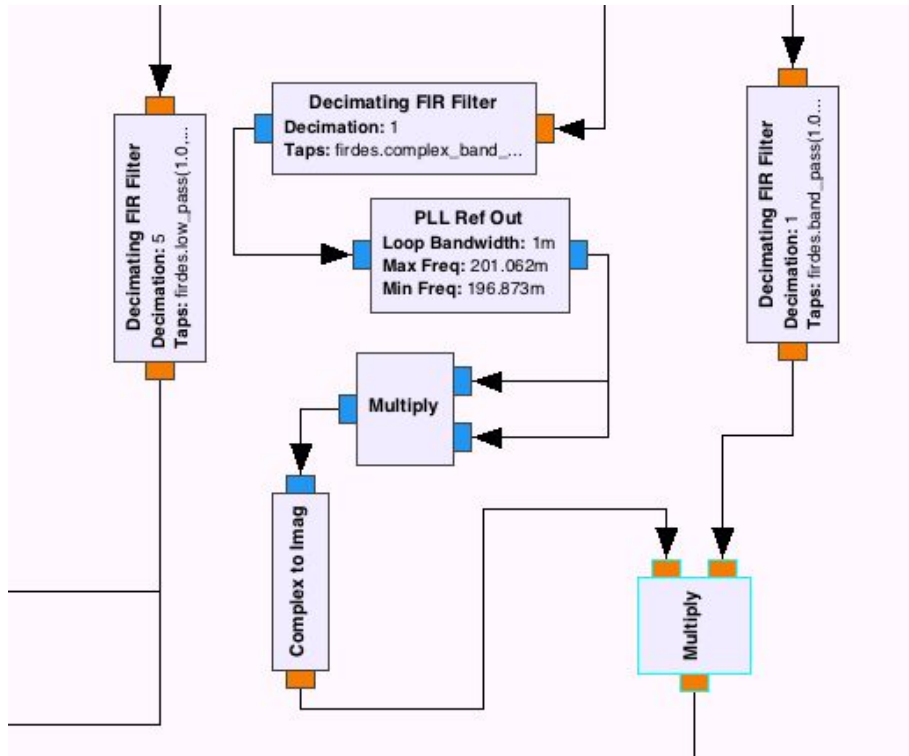 Decimating FIR Filter
Decimation: 5
Taps: firdes.low_pass(1.0,...
Decimating FIR Filter
Decimation: 1
Taps: firdes.complex_band_...
PLL Ref Out
Loop Bandwidth: 1m
Max Freq: 201.062m
Min Freq: 196.873m
Multiply
Complex to Imag
Decimating FIR Filter
Decimation: 1
Taps: firdes.band_pass(1.0...
Multiply